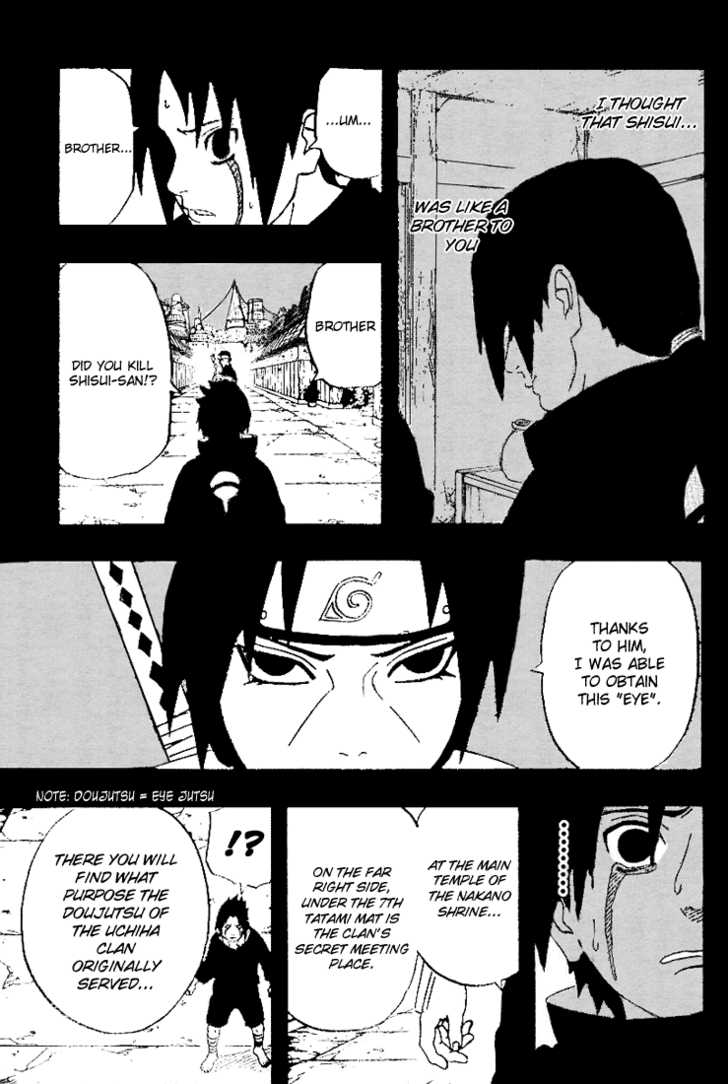 I THOUGHT
THAT SHISUI...
WAS LIKE A
BROTHER TO
YOU
...UM...
BROTHER...
BROTHER
DID YOU KILL
SHISUI-SAN!?
THANKS
TO HIM,
I WAS ABLE
TO OBTAIN
THIS "EYE".
AT THE MAIN
TEMPLE OF
THE NAKANO
SHRINE...
ON THE FAR
RIGHT SIDE,
UNDER THE 7TH
TATAMI MAT IS
THE CLAN'S
SECRET MEETING
PLACE.
!?
THERE YOU WILL
FIND WHAT
PURPOSE THE
DOUJUTSU OF
THE UCHIHA
CLAN
ORIGINALLY
SERVED...
NOTE: DOUJUTSU = EYE JUTSU